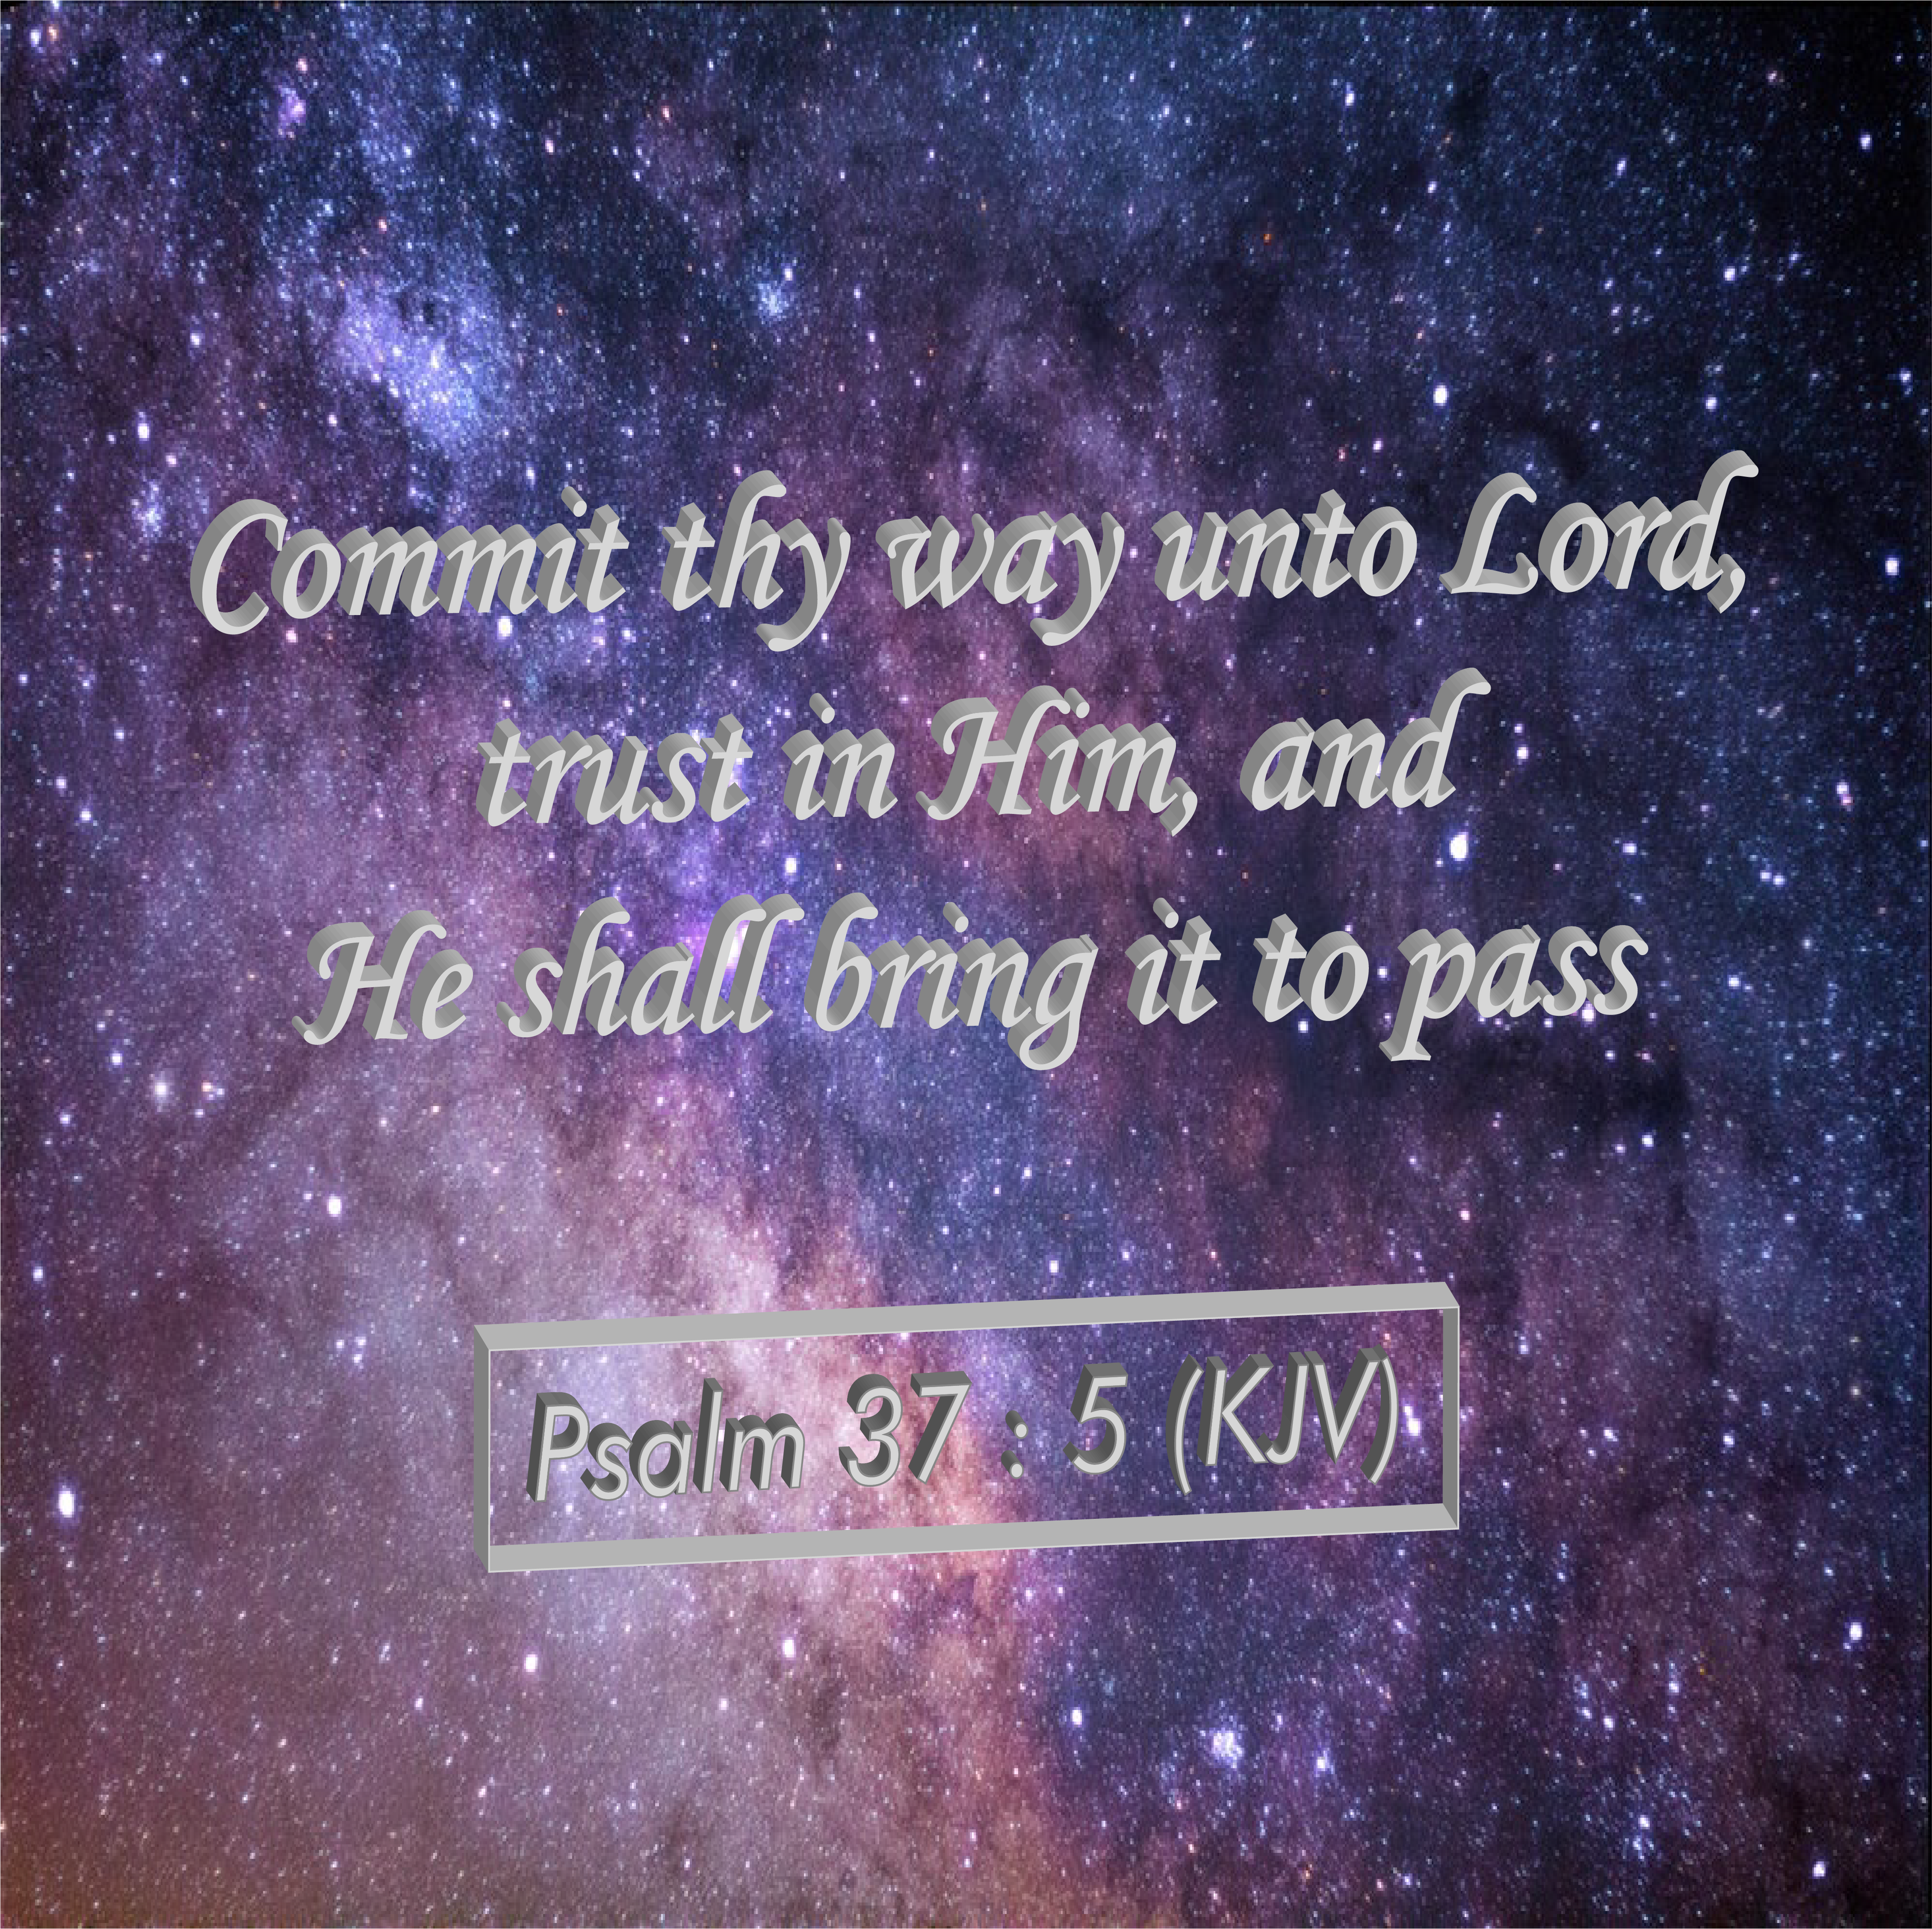 Commit thy way unto Lord,
trust in Him, and
He shall bring it to pass
Psalm 37 : 5 (KJV)